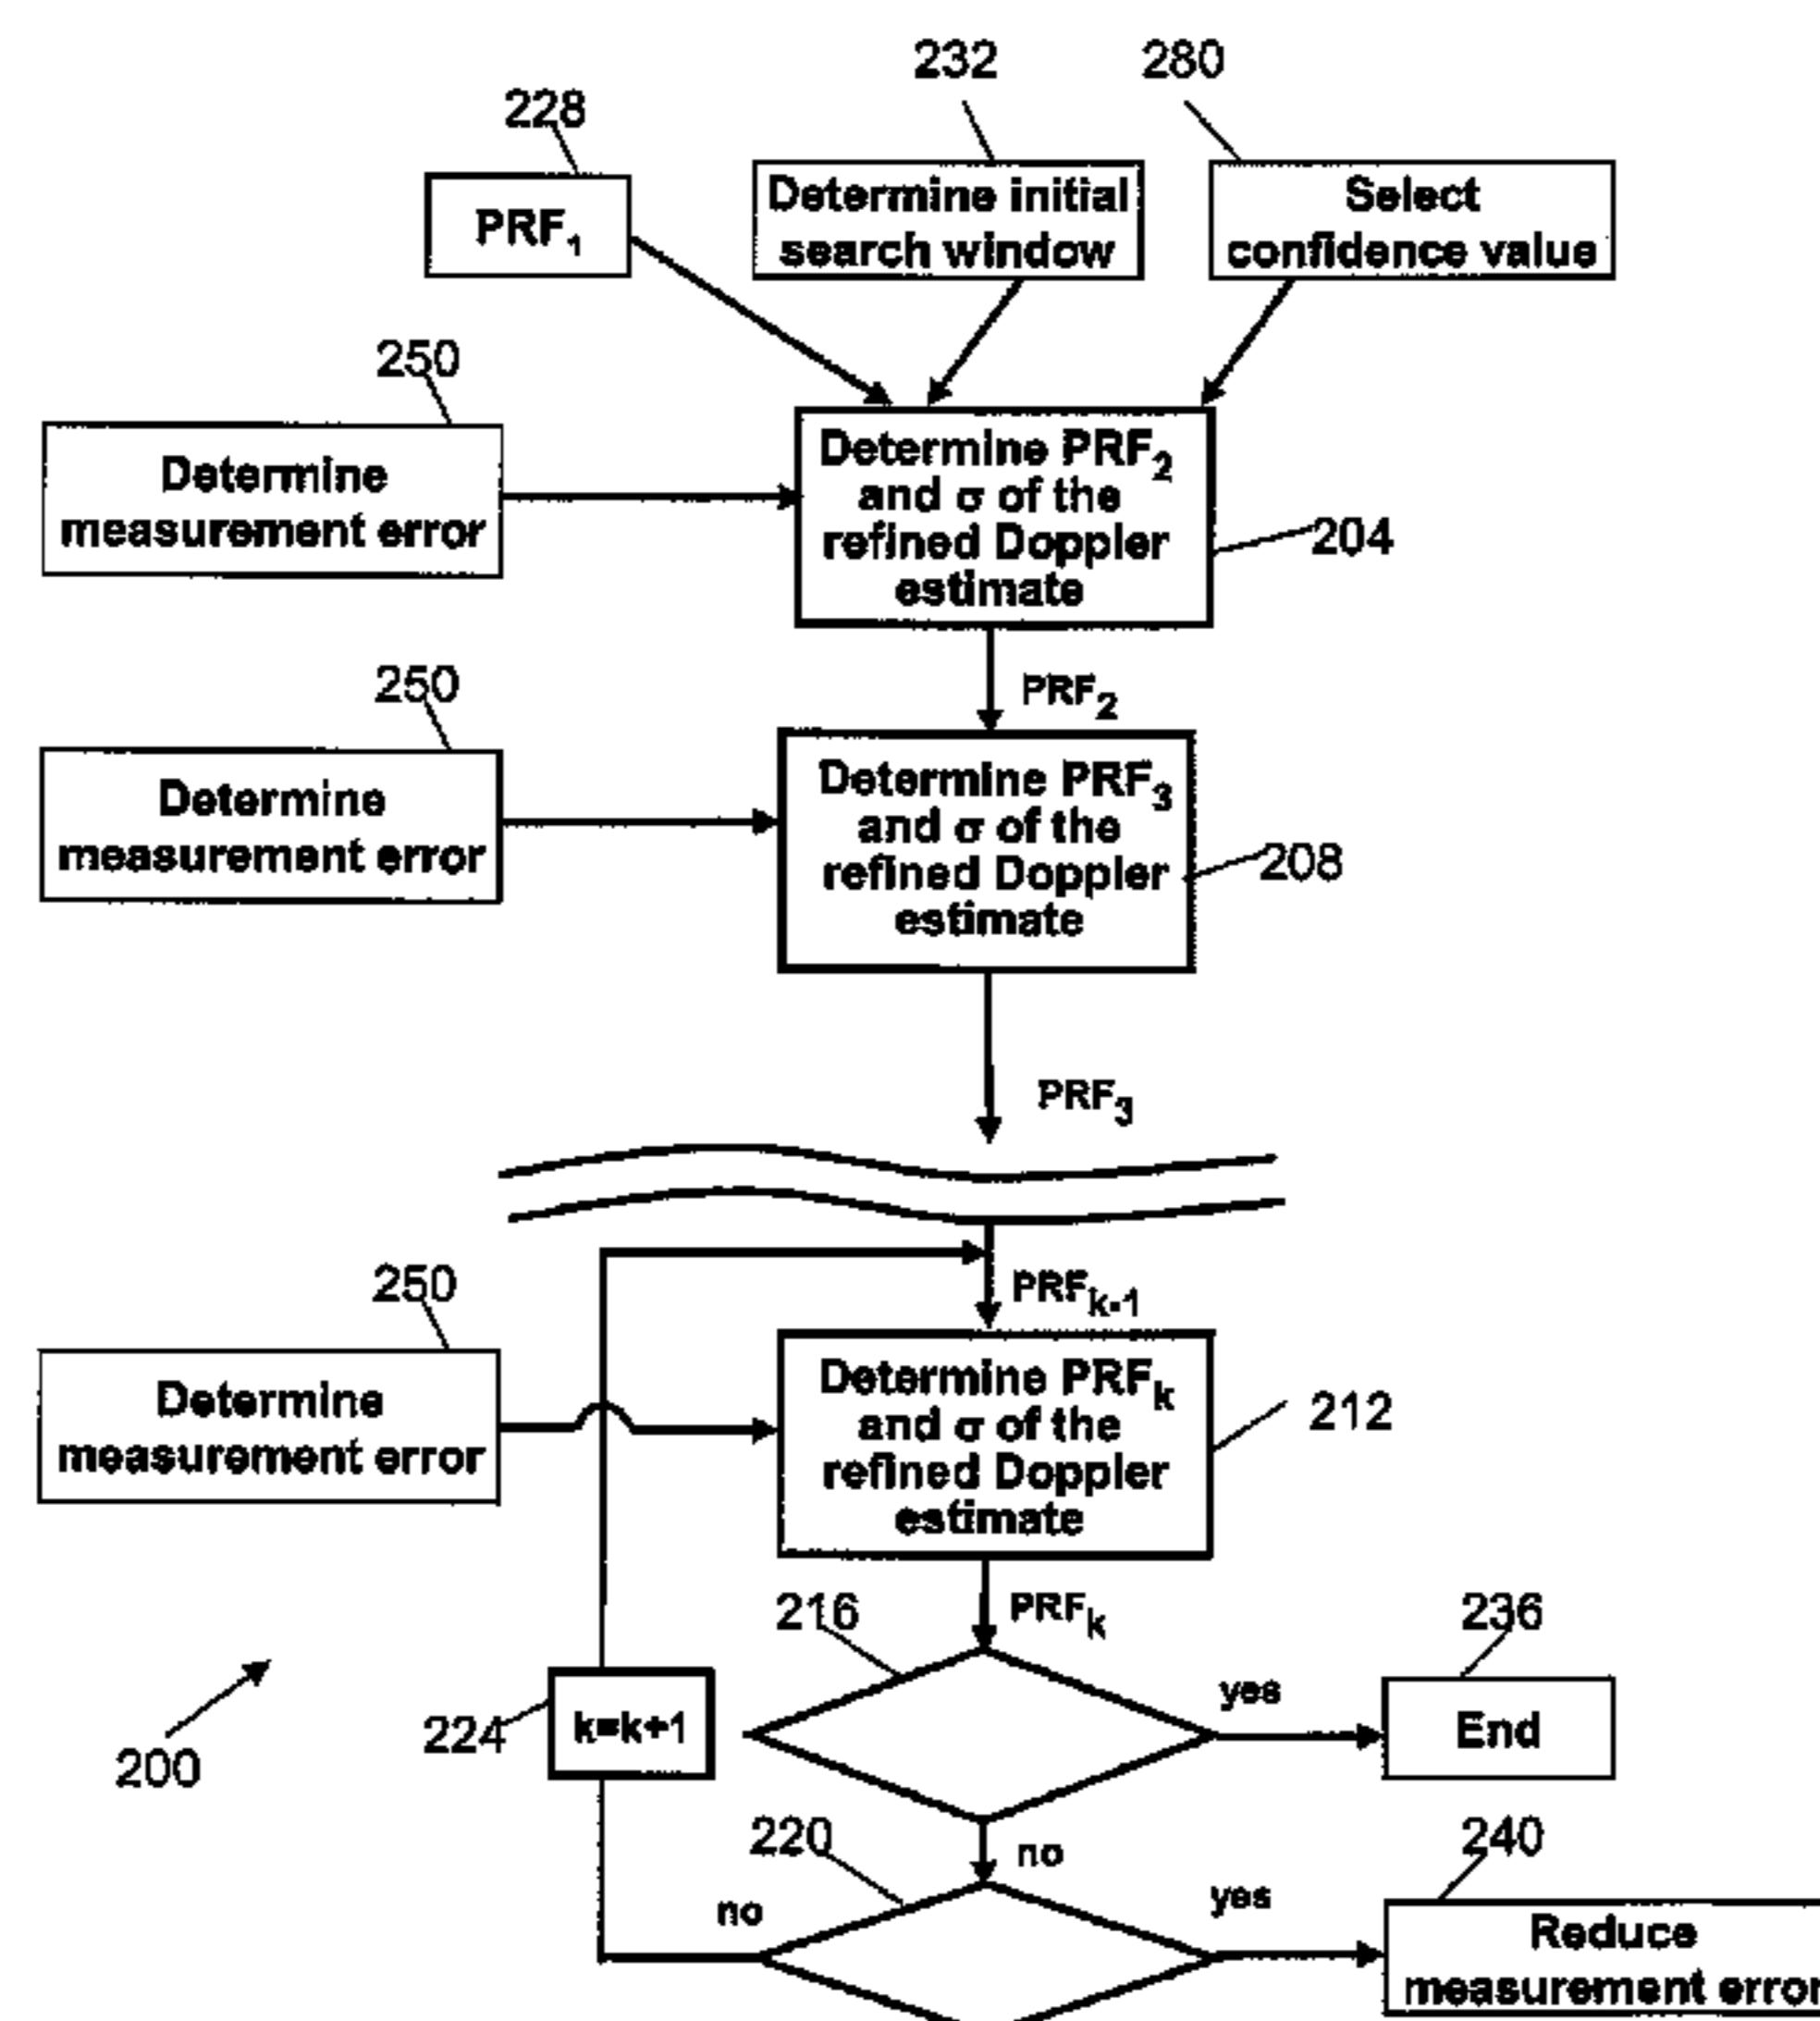 232
280
228
PRF1
Determine initial
search window
Select
confidence value
250
Determine
measurement error
Determine PRF2
and σ of the
refined Doppler
estimate
204
PRF2
250
Determine
measurement error
Determine PRF3
and σ of the
refined Doppler
estimate
208
PRF3
PRFk-1
250
Determine
measurement error
Determine PRFk
and σ of the
refined Doppler
estimate
212
PRFk
216
yes
236
End
224
k=k+1
200
no
220
no
yes
240
Reduce
measurement error